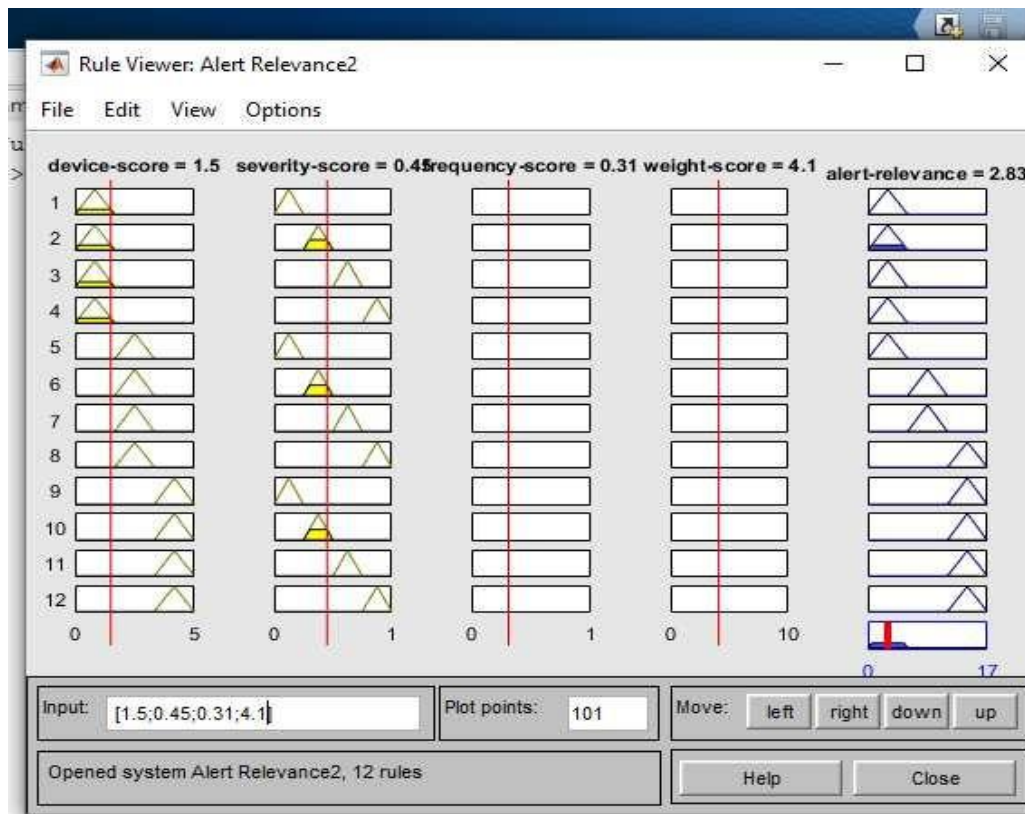 Rule Viewer: Alert Relevance2
File Edit View Options
device-score = 1.5 severity-score = 0.45 frequency-score = 0.31 weight-score = 4.1 alert-relevance = 2.83
1
2
3
4
5
6
7
8
9
10
11
12
0 5 0 1 0 1 0 10
0 17
Input: [1.5;0.45;0.31;4.1] Plot points: 101 Move: left right down up
Opened system Alert Relevance2, 12 rules Help Close